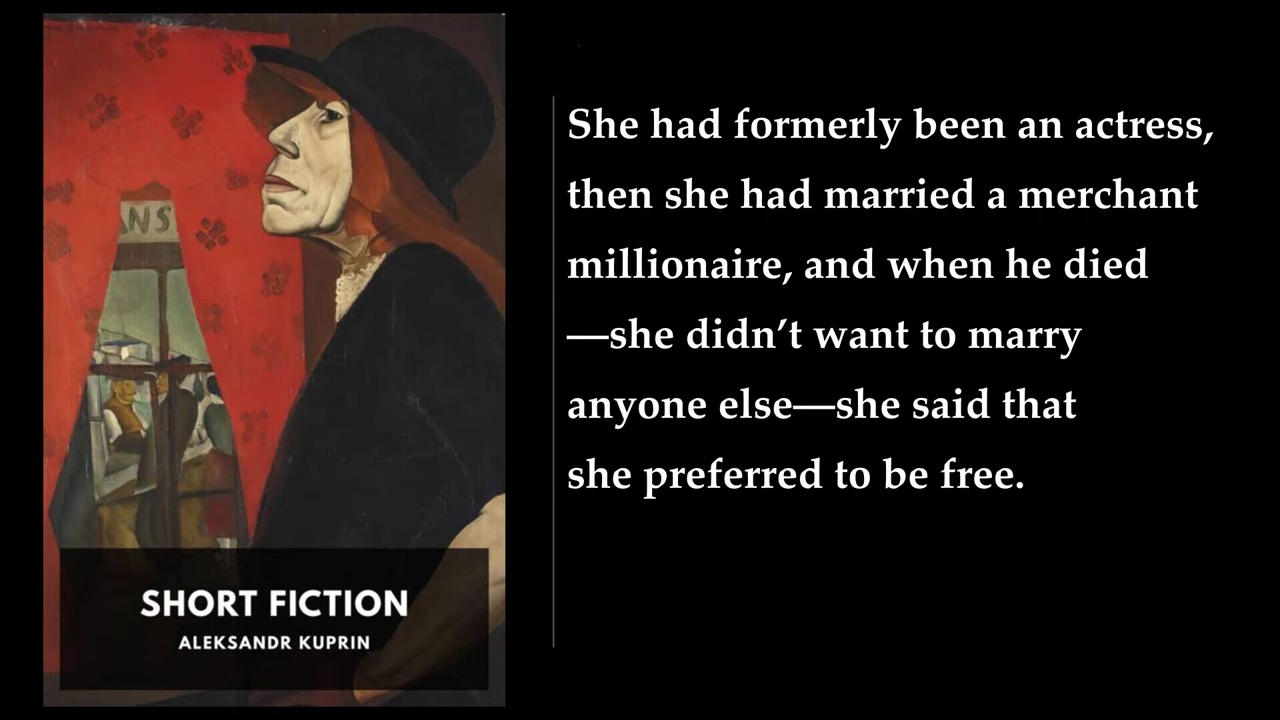 ANS
SHORT FICTION
ALEKSANDR KUPRIN
She had formerly been an actress,
then she had married a merchant
millionaire, and when he died
—she didn’t want to marry
anyone else—she said that
she preferred to be free.